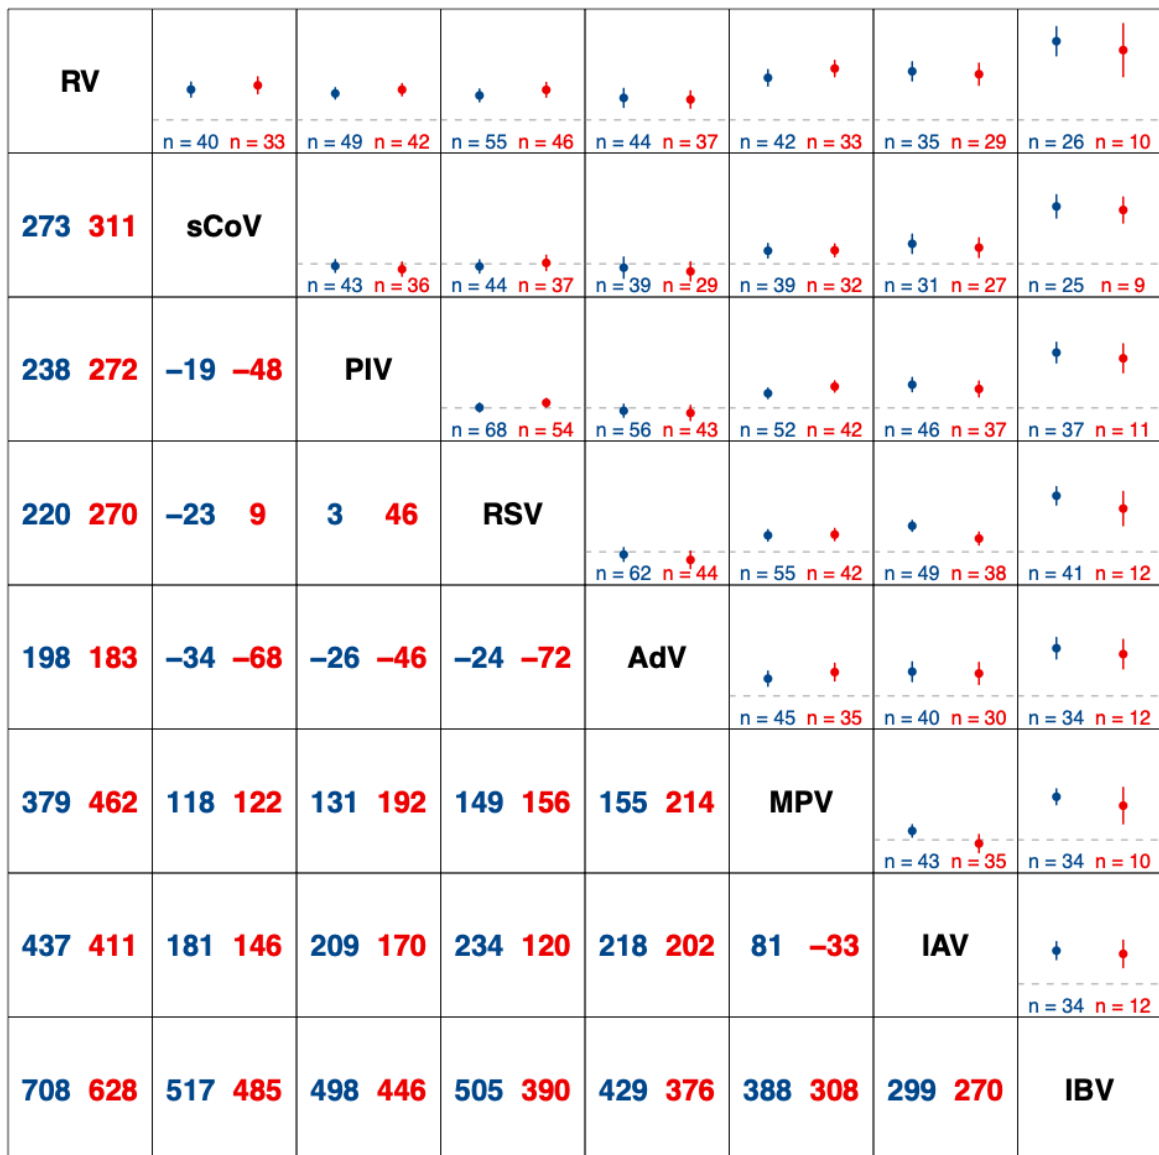 RV
n = 40 n = 33 n = 49 n = 42 n = 55 n = 46 n = 44 n = 37 n = 42 n = 33 n = 35 n = 29 n = 26 n = 10
273 311 sCoV
n = 43 n = 36 n = 44 n = 37 n = 39 n = 29 n = 39 n = 32 n = 31 n = 27 n = 25 n = 9
238 272 −19 −48 PIV
n = 68 n = 54 n = 56 n = 43 n = 52 n = 42 n = 46 n = 37 n = 37 n = 11
220 270 −23 9 3 46 RSV
n = 62 n = 44 n = 55 n = 42 n = 49 n = 38 n = 41 n = 12
198 183 −34 −68 −26 −46 −24 −72 AdV
n = 45 n = 35 n = 40 n = 30 n = 34 n = 12
379 462 118 122 131 192 149 156 155 214 MPV
n = 43 n = 35 n = 34 n = 10
437 411 181 146 209 170 234 120 218 202 81 −33 IAV
n = 34 n = 12
708 628 517 485 498 446 505 390 429 376 388 308 299 270 IBV